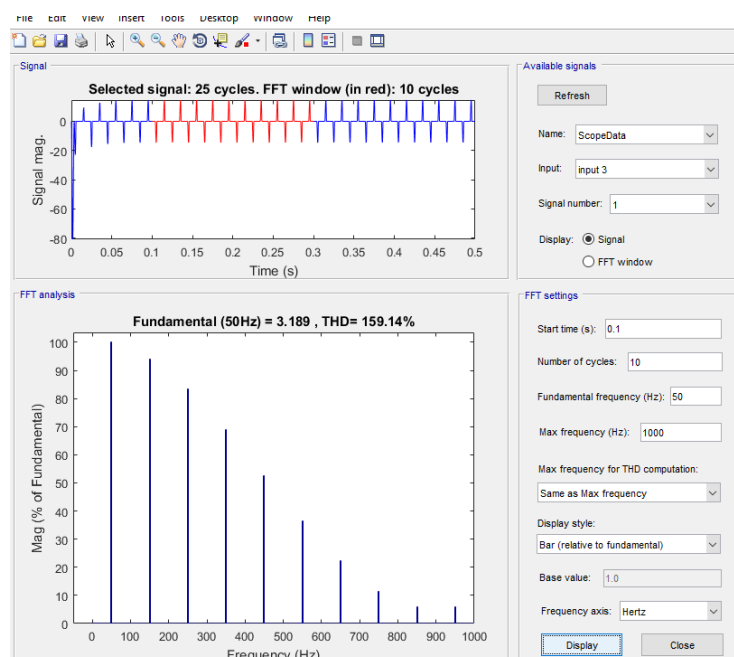 File Edit View Insert Tools Desktop Window Help
Signal
Selected signal: 25 cycles. FFT window (in red): 10 cycles
Signal mag.
0
-20
-40
-60
-80
0 0.05 0.1 0.15 0.2 0.25 0.3 0.35 0.4 0.45 0.5
Time (s)
Available signals
Refresh
Name: ScopeData
Input: input 3
Signal number: 1
Display: Signal
FFT window
FFT analysis
Fundamental (50Hz) = 3.189 , THD= 159.14%
Mag (% of Fundamental)
100
90
80
70
60
50
40
30
20
10
0
0 100 200 300 400 500 600 700 800 900 1000
Frequency (Hz)
FFT settings
Start time (s): 0.1
Number of cycles: 10
Fundamental frequency (Hz): 50
Max frequency (Hz): 1000
Max frequency for THD computation:
Same as Max frequency
Display style:
Bar (relative to fundamental)
Base value: 1.0
Frequency axis: Hertz
Display Close